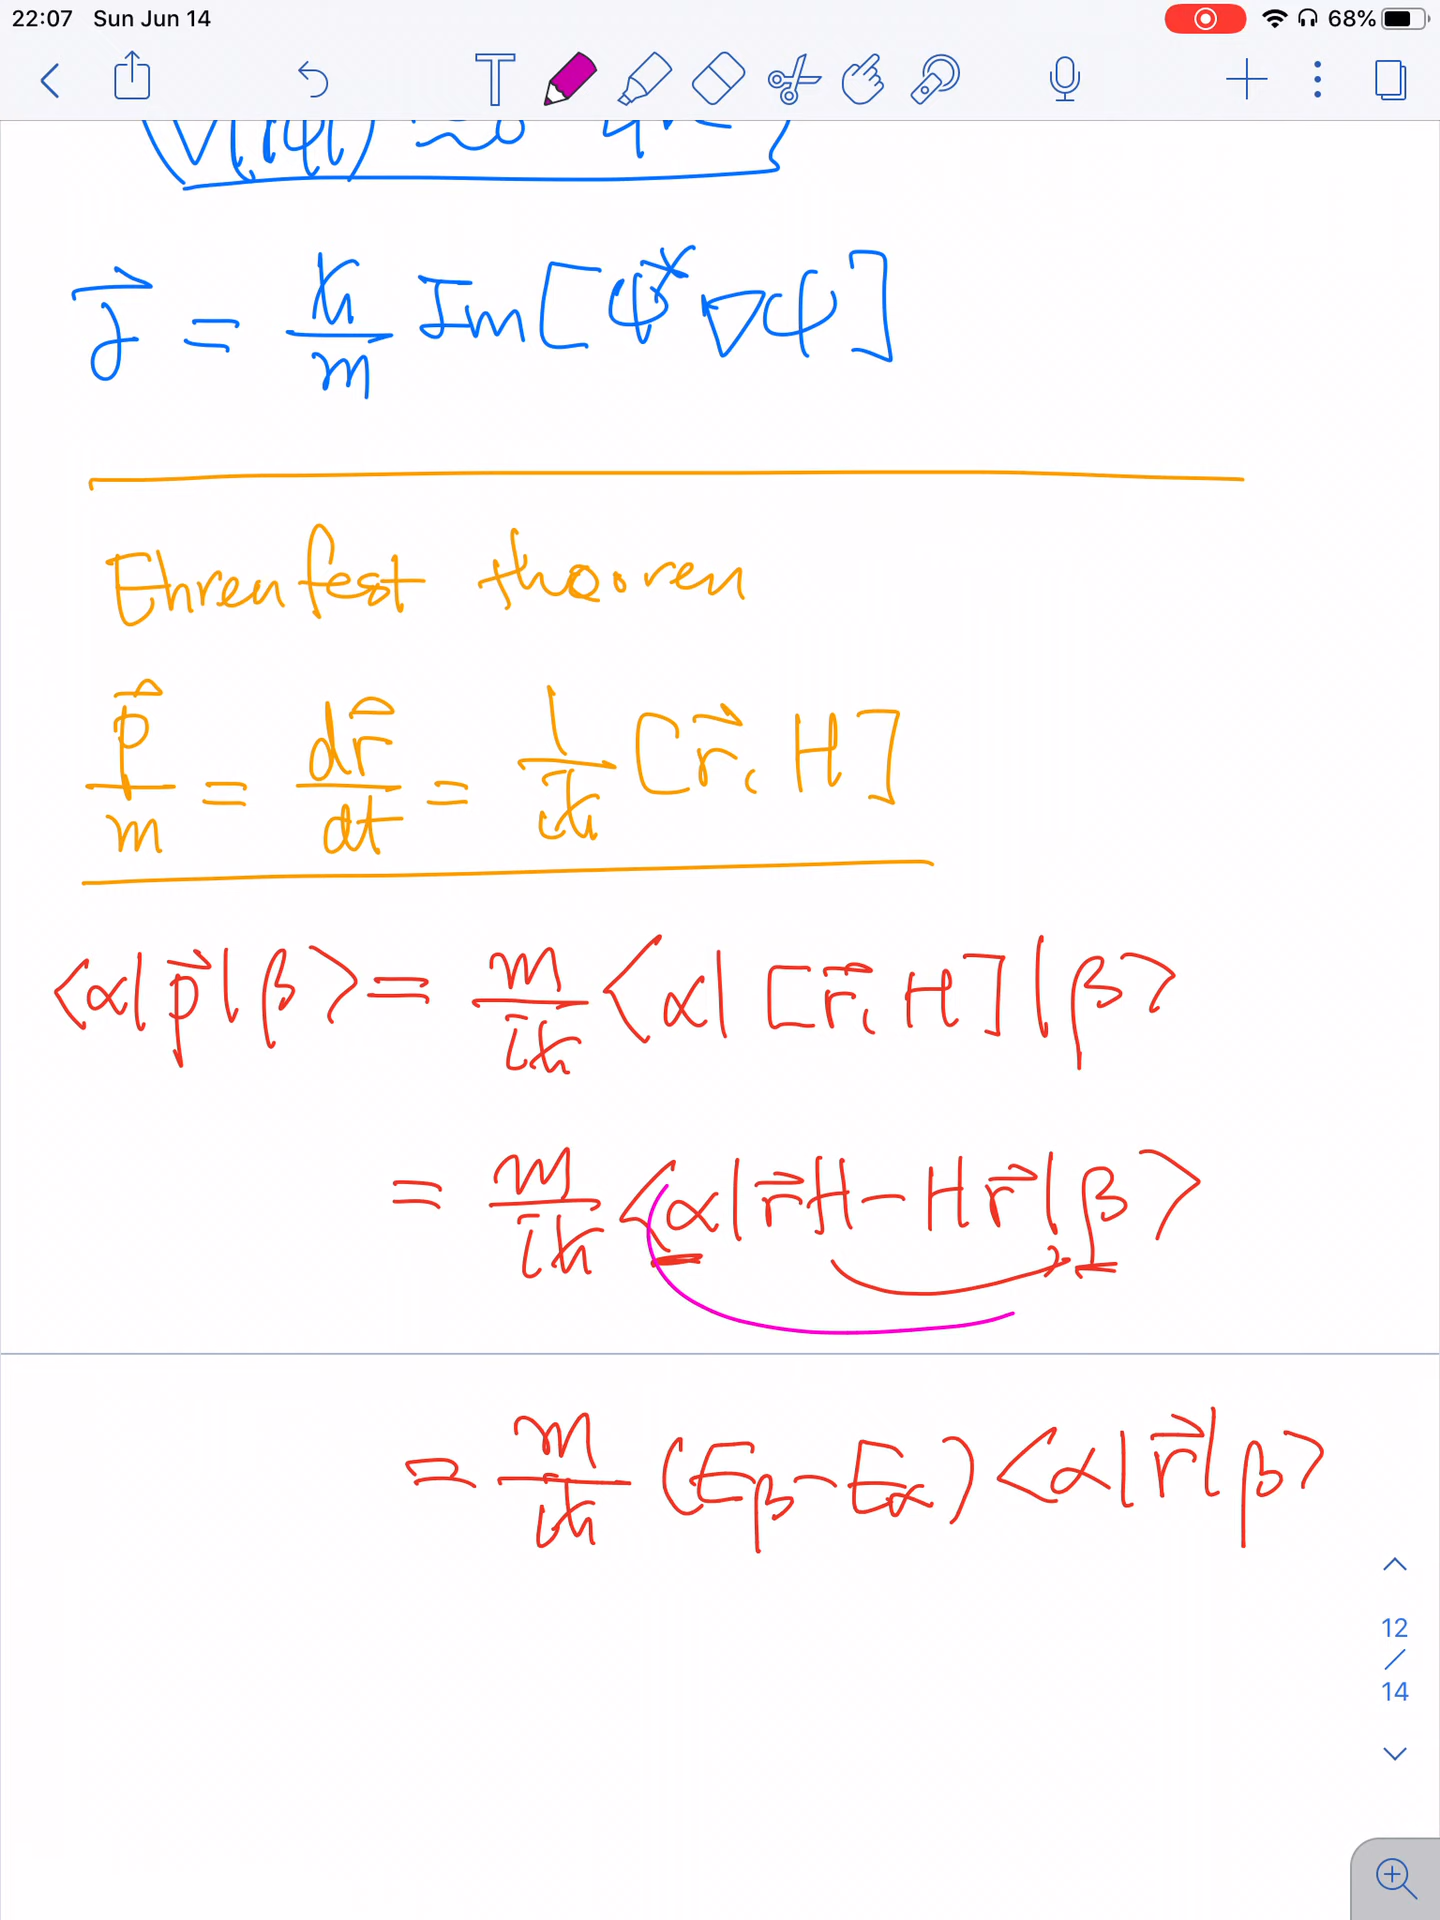 22:07 Sun Jun 14 68%
T
j⃗ = ħ/m Im[ψ* ∇ψ]
Ehrenfest theoren
p⃗/m = dr⃗/dt = 1/iħ [r⃗, H]
<α|p⃗|β> = m/iħ <α|[r⃗, H]|β>
= m/iħ <α|r⃗H - Hr⃗|β>
= m/iħ (Eβ - Eα) <α|r⃗|β>
12
/
14